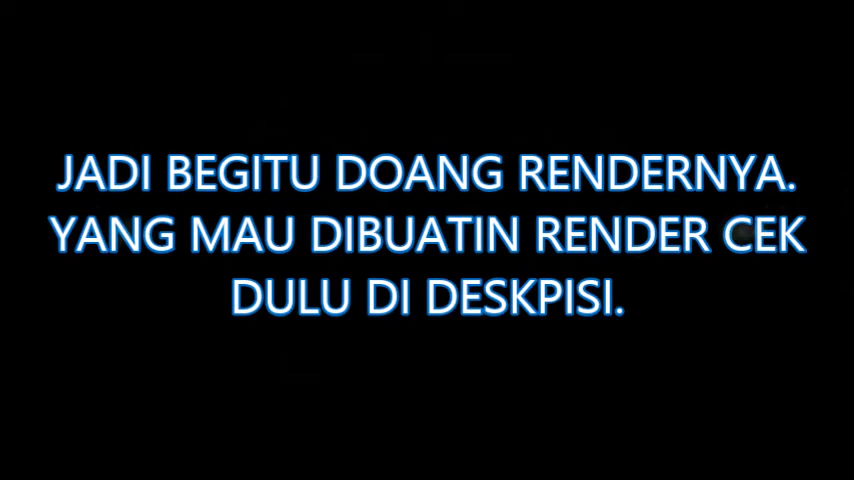 JADI BEGITU DOANG RENDERNYA.
YANG MAU DIBUATIN RENDER CEK
DULU DI DESKPISI.